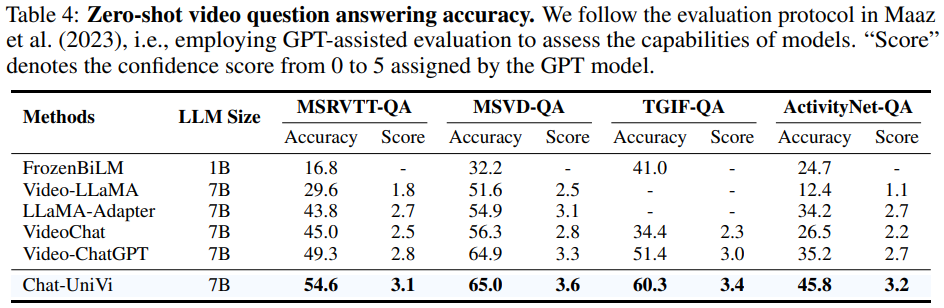 Table 4: Zero-shot video question answering accuracy. We follow the evaluation protocol in Maaz
et al. (2023), i.e., employing GPT-assisted evaluation to assess the capabilities of models. “Score”
denotes the confidence score from 0 to 5 assigned by the GPT model.
Methods LLM Size MSRVTT-QA MSVD-QA TGIF-QA ActivityNet-QA
Accuracy Score Accuracy Score Accuracy Score Accuracy Score
FrozenBiLM 1B 16.8 - 32.2 - 41.0 - 24.7 -
Video-LLaMA 7B 29.6 1.8 51.6 2.5 - - 12.4 1.1
LLaMA-Adapter 7B 43.8 2.7 54.9 3.1 - - 34.2 2.7
VideoChat 7B 45.0 2.5 56.3 2.8 34.4 2.3 26.5 2.2
Video-ChatGPT 7B 49.3 2.8 64.9 3.3 51.4 3.0 35.2 2.7
Chat-UniVi 7B 54.6 3.1 65.0 3.6 60.3 3.4 45.8 3.2